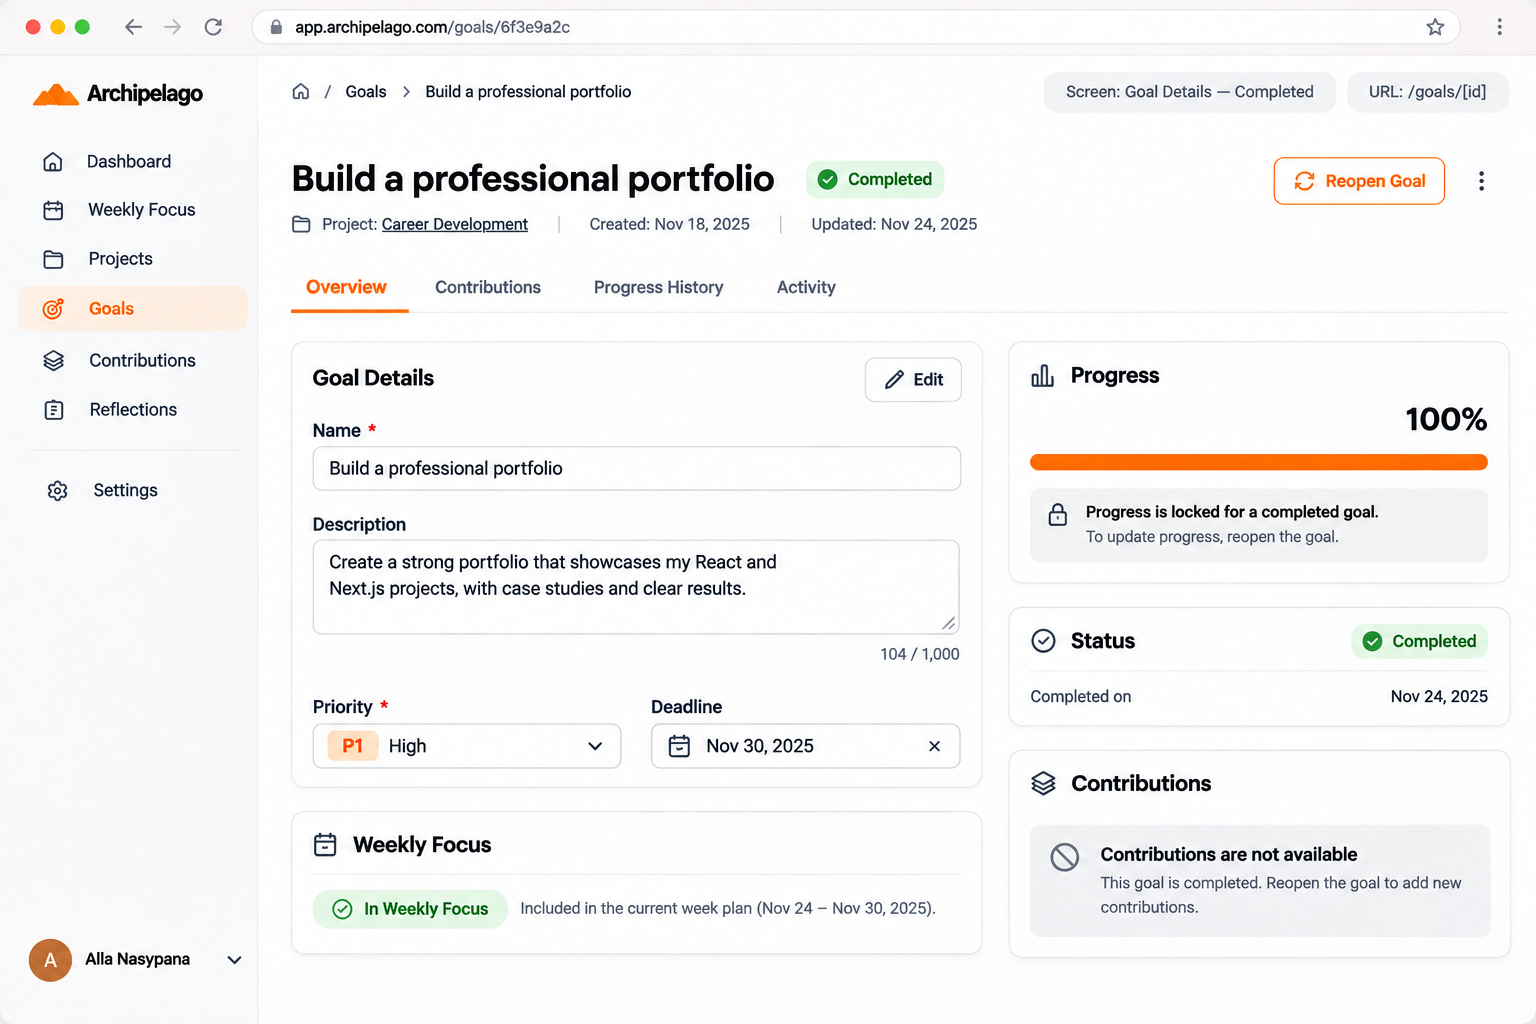 app.archipelago.com/goals/6f3e9a2c
Archipelago
Dashboard
Weekly Focus
Projects
Goals
Contributions
Reflections
Settings
A
Alla Nasypana
/ Goals > Build a professional portfolio
Screen: Goal Details — Completed
URL: /goals/[id]
Build a professional portfolio
Completed
Reopen Goal
Project: Career Development | Created: Nov 18, 2025 | Updated: Nov 24, 2025
Overview
Contributions
Progress History
Activity
Goal Details
Edit
Name *
Build a professional portfolio
Description
Create a strong portfolio that showcases my React and
Next.js projects, with case studies and clear results.
104 / 1,000
Priority *
P1 High
Deadline
Nov 30, 2025
Weekly Focus
In Weekly Focus
Included in the current week plan (Nov 24 – Nov 30, 2025).
Progress
100%
Progress is locked for a completed goal.
To update progress, reopen the goal.
Status
Completed
Completed on
Nov 24, 2025
Contributions
Contributions are not available
This goal is completed. Reopen the goal to add new
contributions.